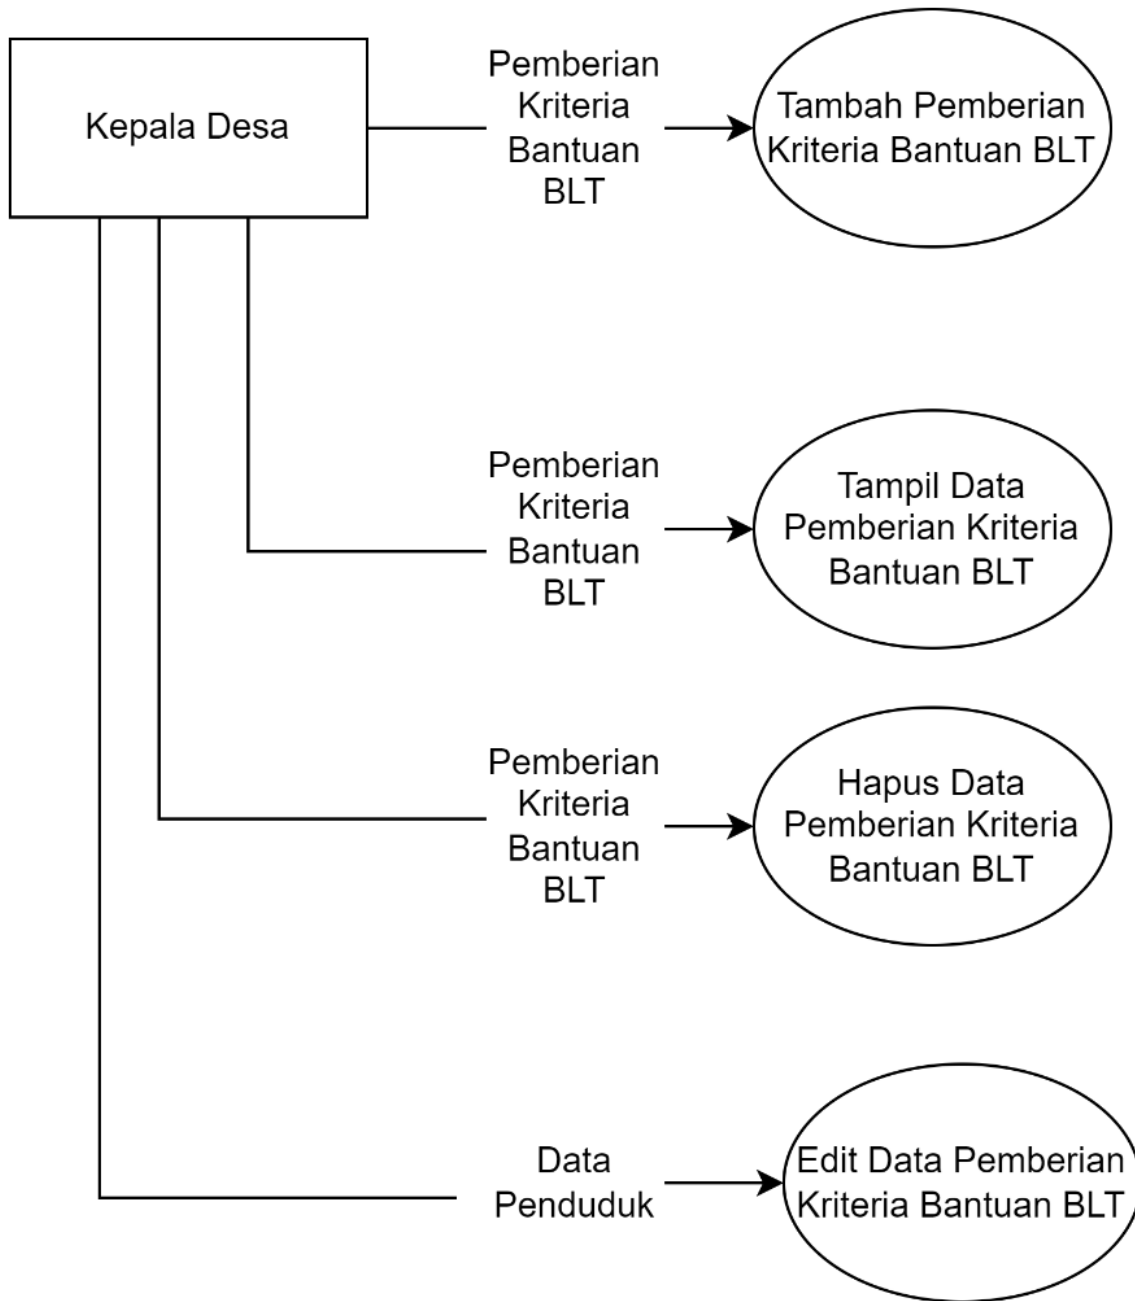 Kepala Desa
Pemberian
Kriteria
Bantuan
BLT
Tambah Pemberian
Kriteria Bantuan BLT
Pemberian
Kriteria
Bantuan
BLT
Tampil Data
Pemberian Kriteria
Bantuan BLT
Pemberian
Kriteria
Bantuan
BLT
Hapus Data
Pemberian Kriteria
Bantuan BLT
Data
Penduduk
Edit Data Pemberian
Kriteria Bantuan BLT